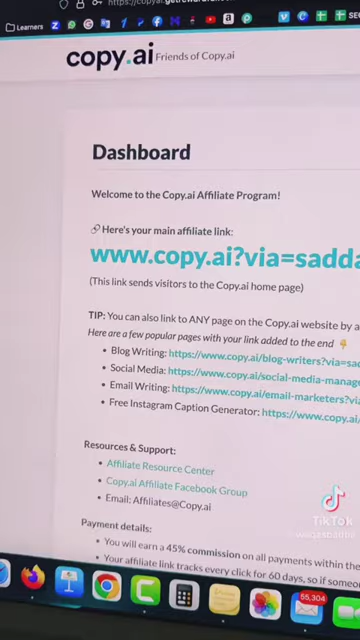 Learners
SEO
copy.ai Friends of Copy.ai
Dashboard
Welcome to the Copy.ai Affiliate Program!
Here's your main affiliate link:
www.copy.ai?via=sadda
(This link sends visitors to the Copy.ai home page)
TIP: You can also link to ANY page on the Copy.ai website by a
Here are a few popular pages with your link added to the end
• Blog Writing: https://www.copy.ai/blog-writers?via=sad
• Social Media: https://www.copy.ai/social-media-manage
• Email Writing: https://www.copy.ai/email-marketers?via
• Free Instagram Caption Generator: https://www.copy.ai/
Resources & Support:
• Affiliate Resource Center
• Copy.ai Affiliate Facebook Group
• Email: Affiliates@Copy.ai
Payment details:
• You will earn a 45% commission on all payments within the
• Your affiliate link tracks every click for 60 days, so if someon
TikTok
55,304